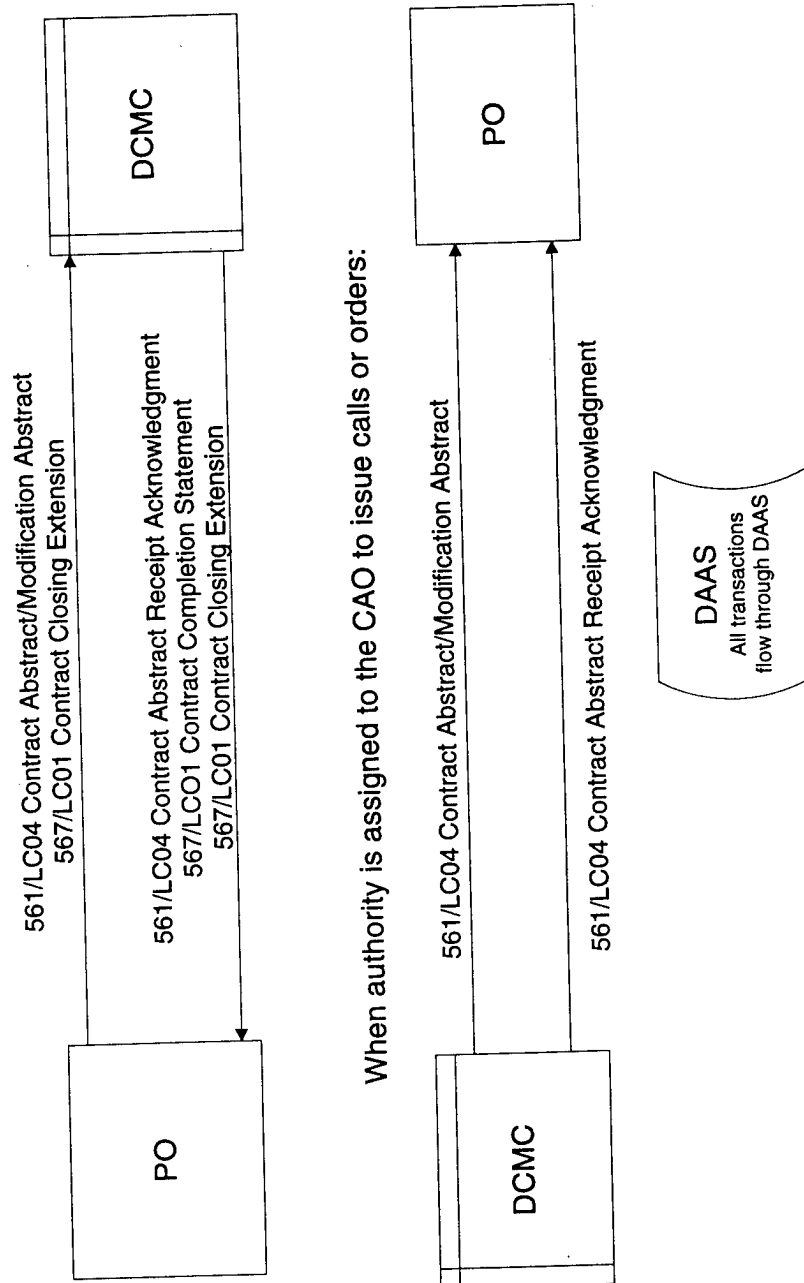 561/LC04 Contract Abstract/Modification Abstract
567/LC01 Contract Closing Extension
PO
DCMC
561/LC04 Contract Abstract Receipt Acknowledgment
567/LCO1 Contract Completion Statement
567/LC01 Contract Closing Extension
When authority is assigned to the CAO to issue calls or orders:
561/LC04 Contract Abstract/Modification Abstract
DCMC
PO
561/LC04 Contract Abstract Receipt Acknowledgment
DAAS
All transactions
flow through DAAS